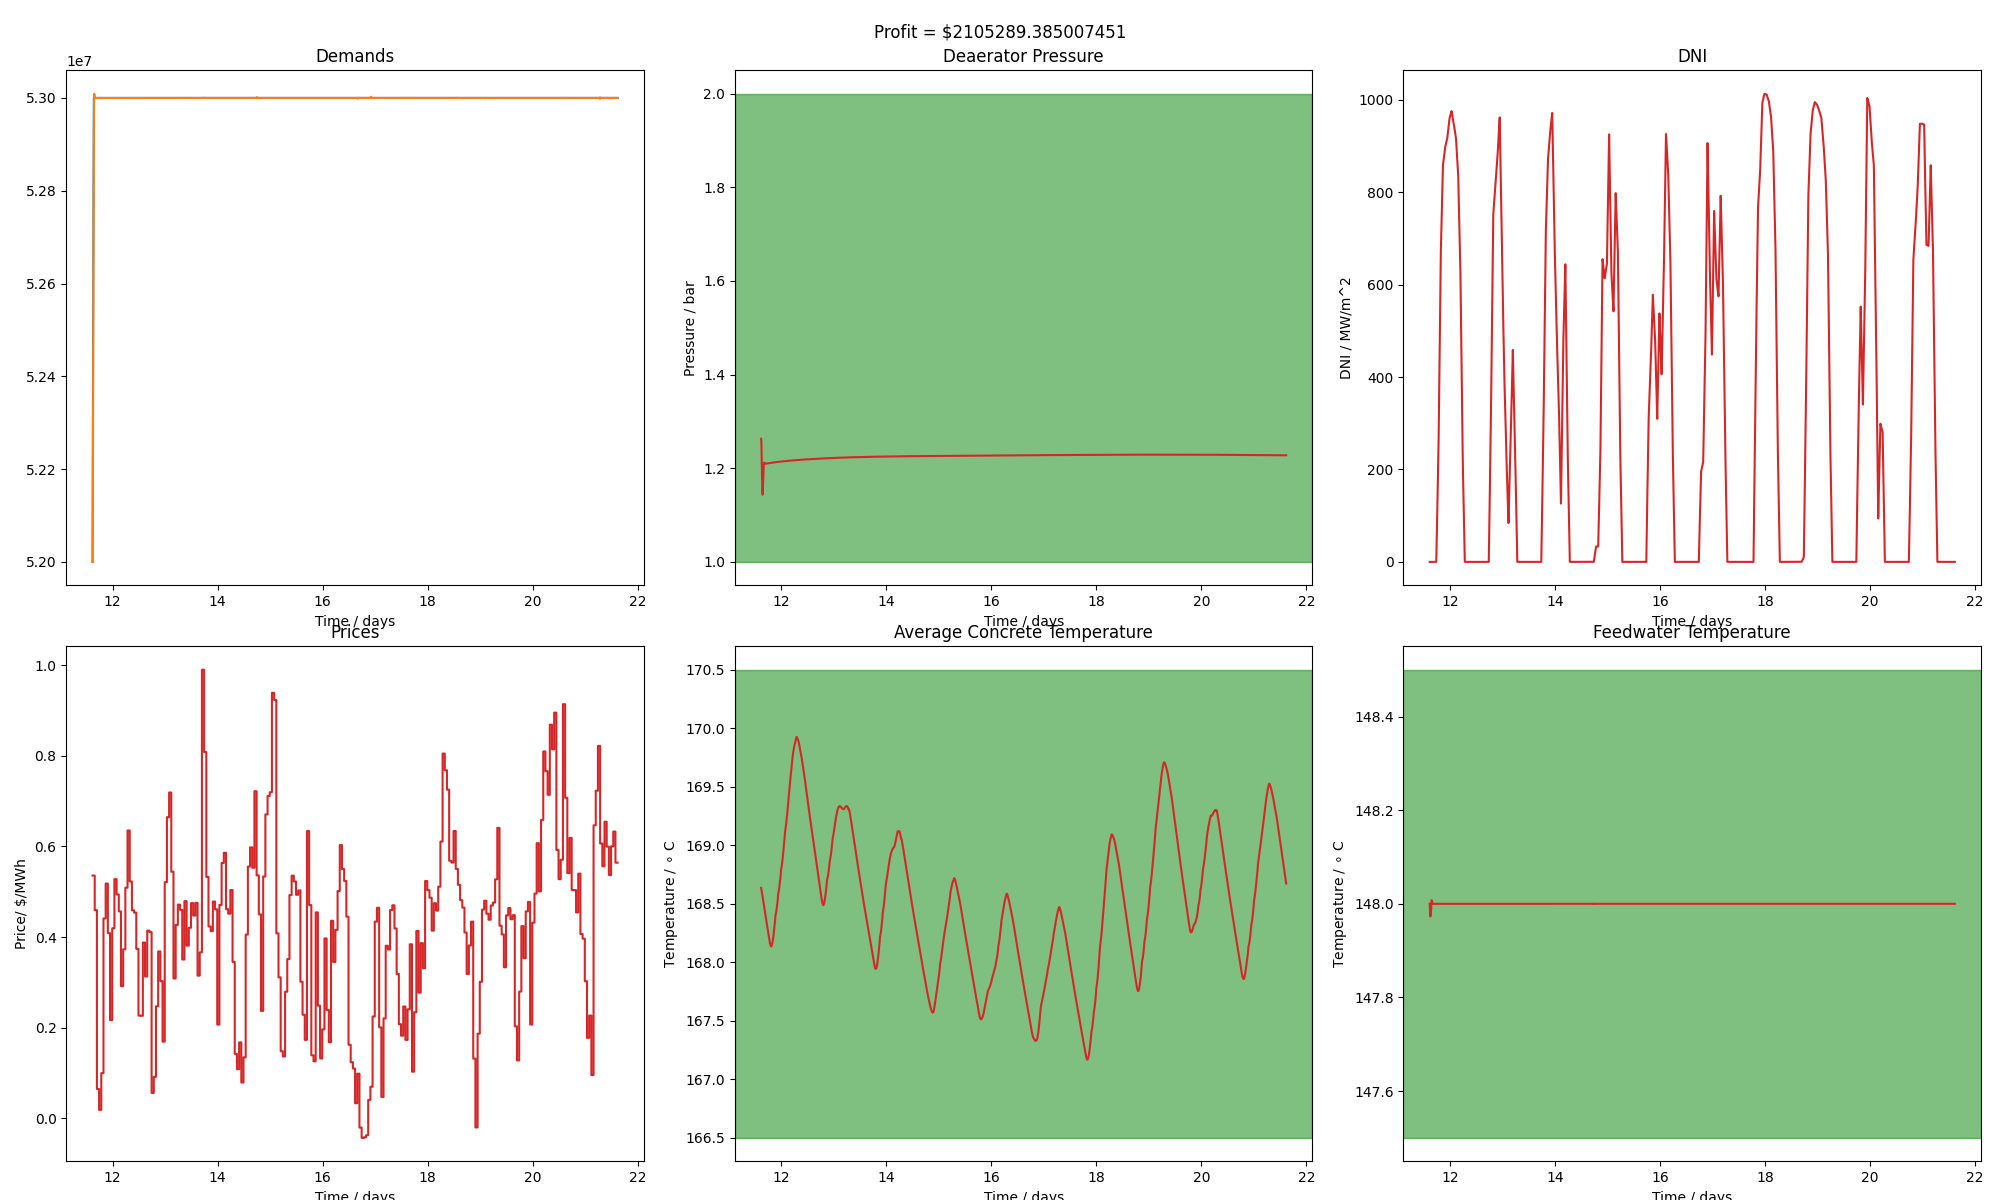 Profit = $2105289.385007451
Demands
1e7
5.30
5.28
5.26
5.24
5.22
5.20
12 14 16 18 20 22
Time / days
Deaerator Pressure
Pressure / bar
2.0
1.8
1.6
1.4
1.2
1.0
12 14 16 18 20 22
Time / days
DNI
DNI / MW/m^2
1000
800
600
400
200
0
12 14 16 18 20 22
Time / days
Prices
Price/ $/MWh
1.0
0.8
0.6
0.4
0.2
0.0
12 14 16 18 20 22
Time / days
Average Concrete Temperature
Temperature / ∘ C
170.5
170.0
169.5
169.0
168.5
168.0
167.5
167.0
166.5
12 14 16 18 20 22
Time / days
Feedwater Temperature
Temperature / ∘ C
148.4
148.2
148.0
147.8
147.6
12 14 16 18 20 22
Time / days